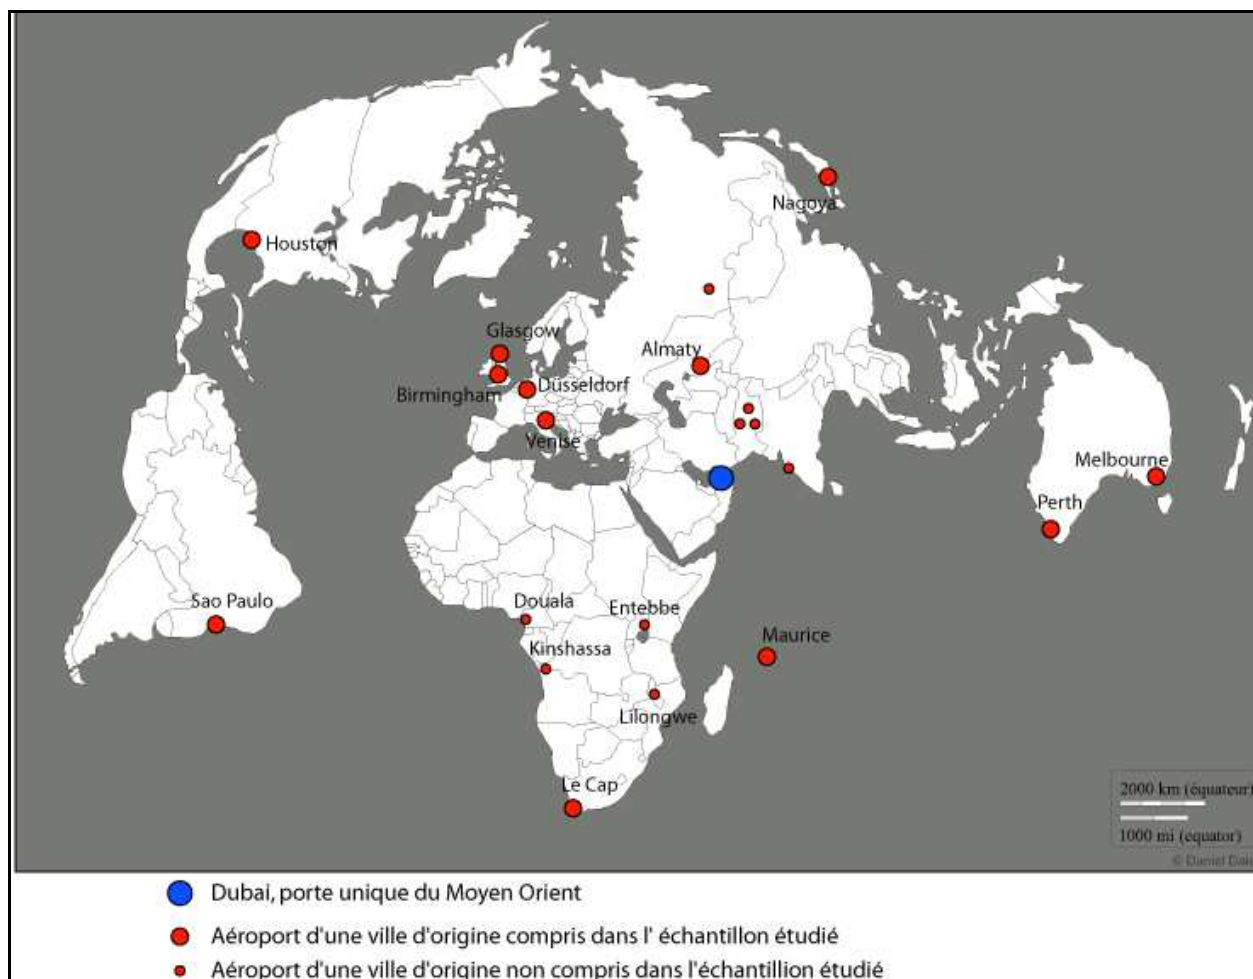 Nagoya
Houston
Glasgow
Almaty
Düsseldorf
Birmingham
Venise
Melbourne
Perth
Sao Paulo
Douala
Entebbe
Kinshassa
Maurice
Lilongwe
Le Cap
2000 km (équateur)
1000 mi (equator)
© Daniel
Dubai, porte unique du Moyen Orient
Aéroport d'une ville d'origine compris dans l' échantillon étudié
Aéroport d'une ville d'origine non compris dans l'échantillion étudié